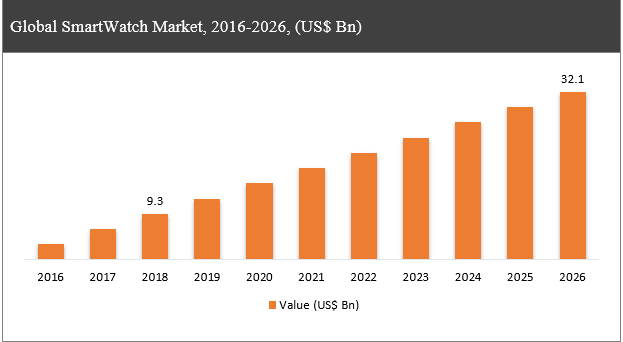 Global SmartWatch Market, 2016-2026, (US$ Bn)
32.1
9.3
2016 2017 2018 2019 2020 2021 2022 2023 2024 2025 2026
Value (US$ Bn)